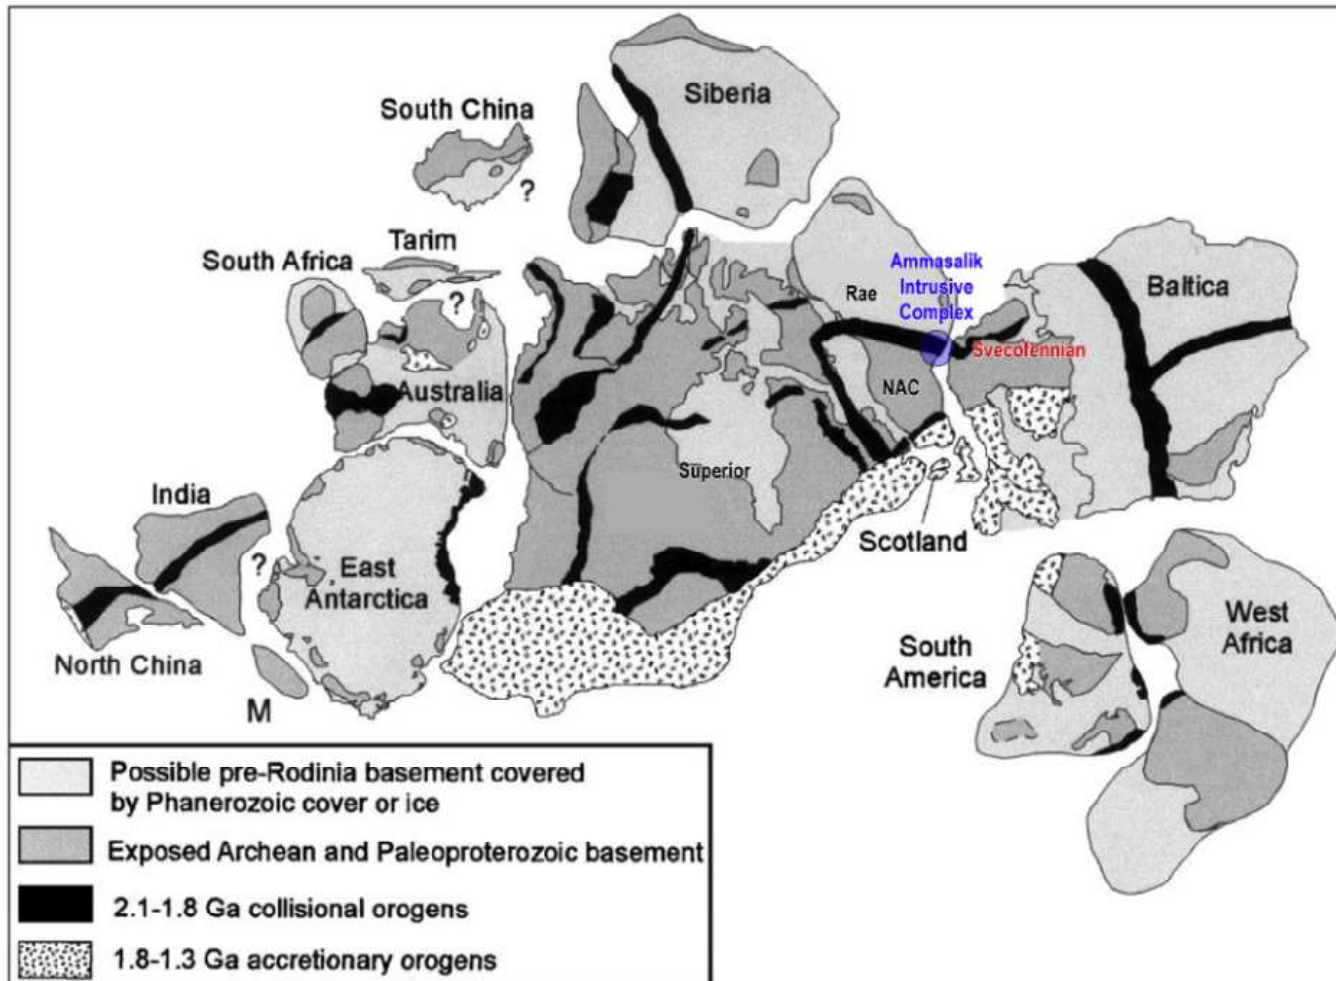 Siberia
South China
?
Tarim
South Africa
?
Ammasalik
Intrusive
Complex
Rae
Baltica
Svecofennian
Australia
NAC
Superior
India
Scotland
?
East
Antarctica
West
Africa
South
America
North China
M
Possible pre-Rodinia basement covered
by Phanerozoic cover or ice
Exposed Archean and Paleoproterozoic basement
2.1-1.8 Ga collisional orogens
1.8-1.3 Ga accretionary orogens